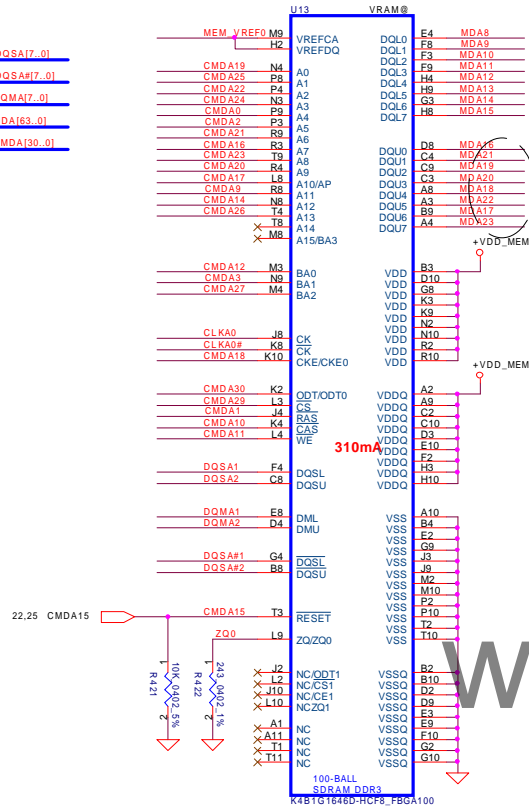 U13 VRAM@
DQSA[7..0]
DQSA#[7..0]
DQMA[7..0]
MDA[63..0]
CMDA[30..0]
MEM_VREF0 M9 VREFCA
H2 VREFDQ
CMDA19 N4 A0
CMDA25 P8 A1
CMDA22 P4 A2
CMDA24 N3 A3
CMDA0 P9 A4
CMDA2 P3 A5
CMDA21 R9 A6
CMDA16 R3 A7
CMDA23 T9 A8
CMDA20 R4 A9
CMDA17 L8 A10/AP
CMDA9 R8 A11
CMDA14 N8 A12
CMDA26 T4 A13
T8 A14
M8 A15/BA3
CMDA12 M3 BA0
CMDA3 N9 BA1
CMDA27 M4 BA2
CLKA0 J8 CK
CLKA0# K8 CK
CMDA18 K10 CKE/CKE0
CMDA30 K2 ODT/ODT0
CMDA29 L3 CS
CMDA1 J4 RAS
CMDA10 K4 CAS
CMDA11 L4 WE
DQSA1 F4 DQSL
DQSA2 C8 DQSU
DQMA1 E8 DML
DQMA2 D4 DMU
DQSA#1 G4 DQSL
DQSA#2 B8 DQSU
22,25 CMDA15 CMDA15 T3 RESET
ZQ0 L9 ZQ/ZQ0
J2 NC/ODT1
L2 NC/CS1
J10 NC/CE1
L10 NCZQ1
A1 NC
A11 NC
T1 NC
T11 NC
1 2 R421 10K_0402_5%
1 2 R422 243_0402_1%
DQL0 E4 MDA8
DQL1 F8 MDA9
DQL2 F3 MDA10
DQL3 F9 MDA11
DQL4 H4 MDA12
DQL5 H9 MDA13
DQL6 G3 MDA14
DQL7 H8 MDA15
DQU0 D8 MDA16
DQU1 C4 MDA21
DQU2 C9 MDA19
DQU3 C3 MDA20
DQU4 A8 MDA18
DQU5 A3 MDA22
DQU6 B9 MDA17
DQU7 A4 MDA23
+VDD_MEM
VDD B3
VDD D10
VDD G8
VDD K3
VDD K9
VDD N2
VDD N10
VDD R2
VDD R10
+VDD_MEM
VDDQ A2
VDDQ A9
VDDQ C2
VDDQ C10
VDDQ D3
VDDQ E10
VDDQ F2
VDDQ H3
VDDQ H10
310mA
VSS A10
VSS B4
VSS E2
VSS G9
VSS J3
VSS J9
VSS M2
VSS M10
VSS P2
VSS P10
VSS T2
VSS T10
VSSQ B2
VSSQ B10
VSSQ D2
VSSQ D9
VSSQ E3
VSSQ E9
VSSQ F10
VSSQ G2
VSSQ G10
W
100-BALL
SDRAM DDR3
K4B1G1646D-HCF8_FBGA100